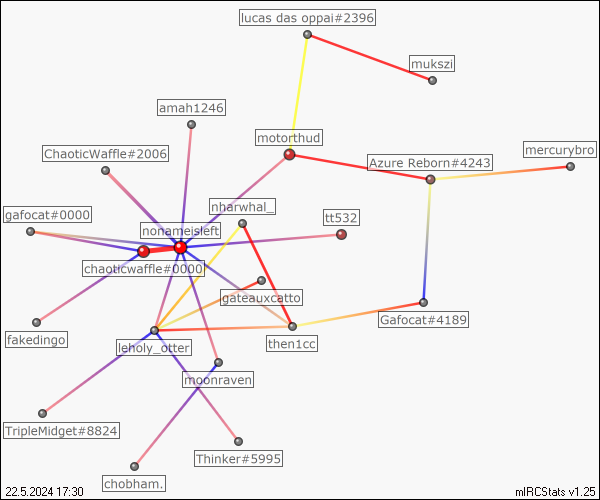 lucas das oppai#2396
mukszi
amah1246
motorthud
mercurybro
ChaoticWaffle#2006
Azure Reborn#4243
nharwhal_
gafocat#0000
tt532
nonameisleft
chaoticwaffle#0000
gateauxcatto
Gafocat#4189
fakedingo
leholy_otter
then1cc
moonraven
TripleMidget#8824
Thinker#5995
chobham.
22.5.2024 17:30
mIRCStats v1.25